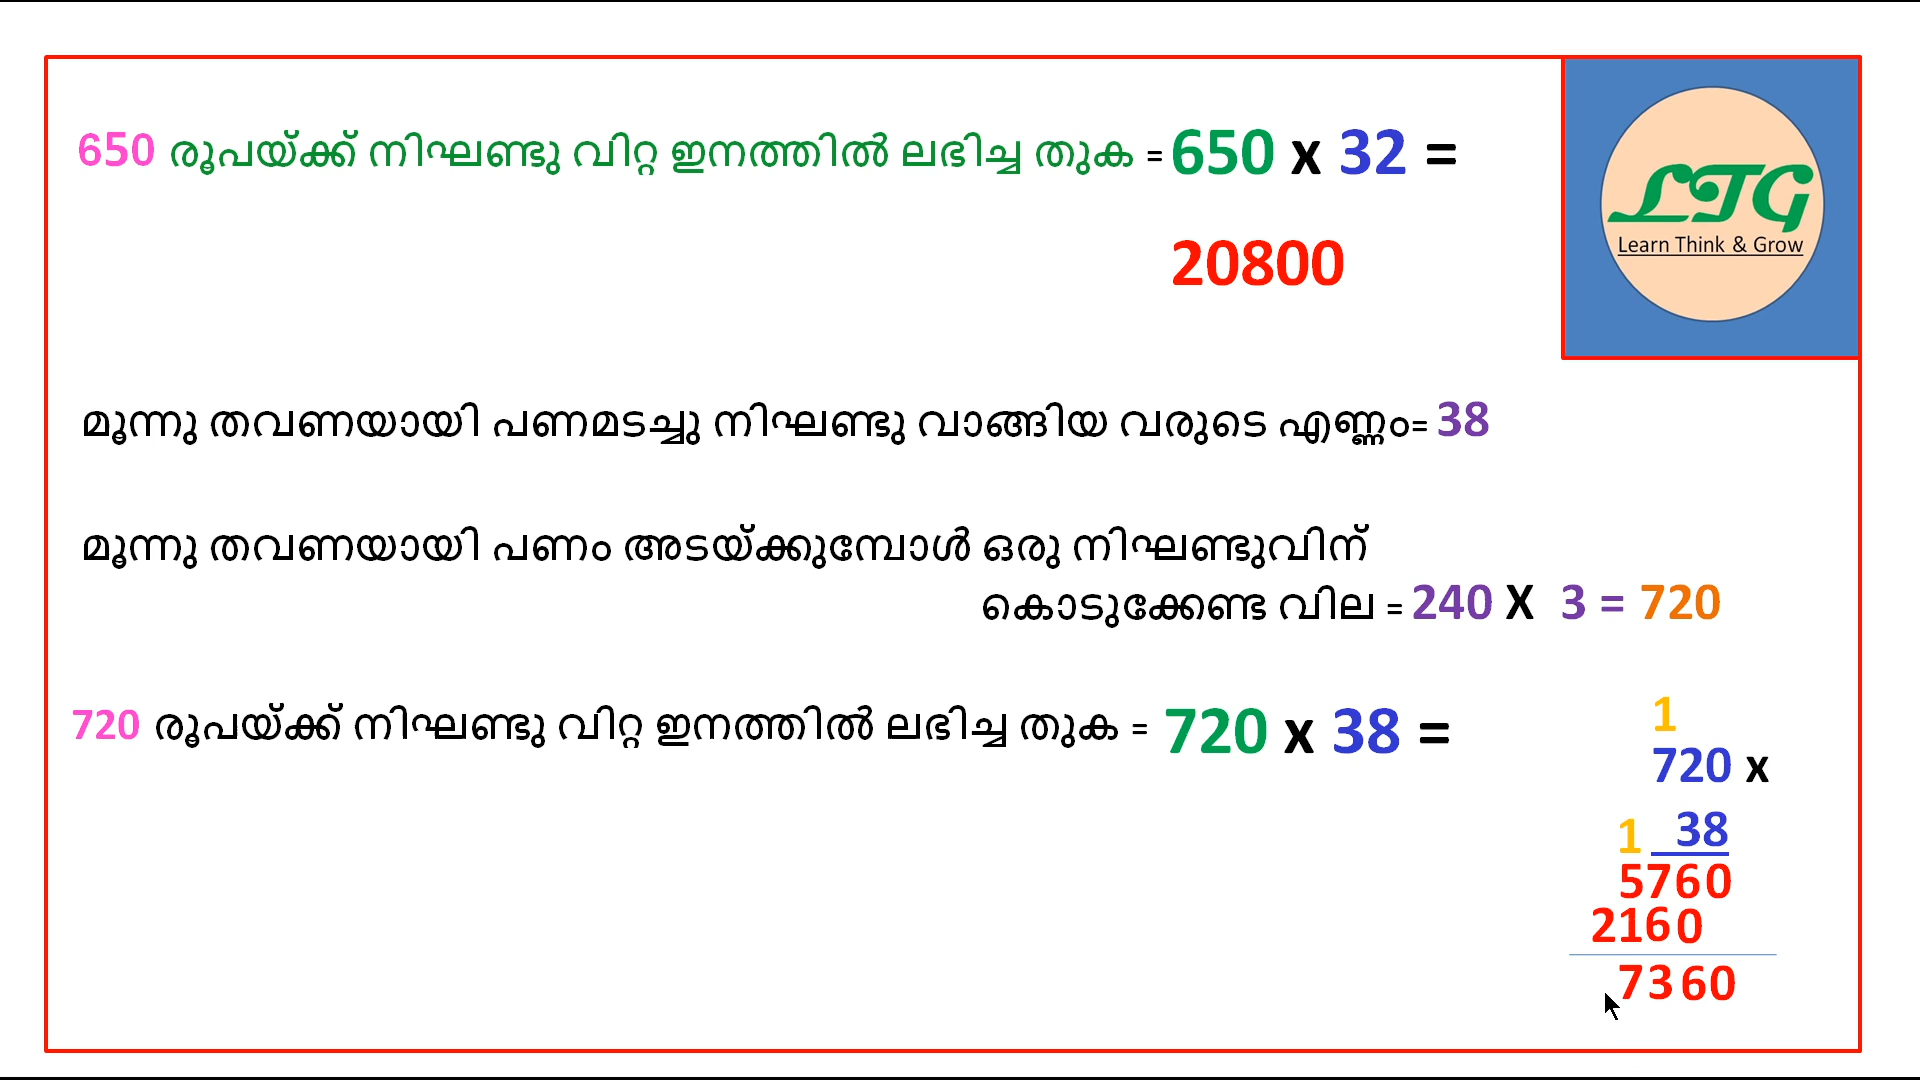 650 രൂപയ്ക്ക് നിഘണ്ടു വിറ്റ ഇനത്തിൽ ലഭിച്ച തുക = 650 x 32 =
20800
LTG
Learn Think & Grow
മൂന്നു തവണയായി പണമടച്ചു നിഘണ്ടു വാങ്ങിയ വരുടെ എണ്ണം= 38
മൂന്നു തവണയായി പണം അടയ്ക്കുമ്പോൾ ഒരു നിഘണ്ടുവിന്
കൊടുക്കേണ്ട വില = 240 X 3 = 720
720 രൂപയ്ക്ക് നിഘണ്ടു വിറ്റ ഇനത്തിൽ ലഭിച്ച തുക = 720 x 38 =
1
720 x
1 38
5760
2160
7360